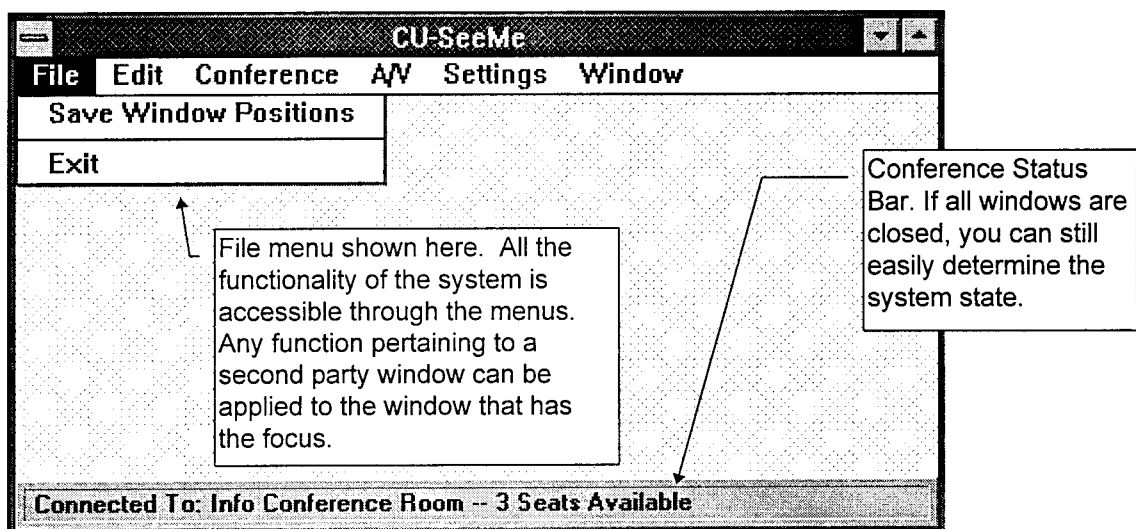 CU-SeeMe
File Edit Conference A/V Settings Window
Save Window Positions
Exit
Conference Status
Bar. If all windows are
closed, you can still
easily determine the
system state.
File menu shown here. All the
functionality of the system is
accessible through the menus.
Any function pertaining to a
second party window can be
applied to the window that has
the focus.
Connected To: Info Conference Room -- 3 Seats Available